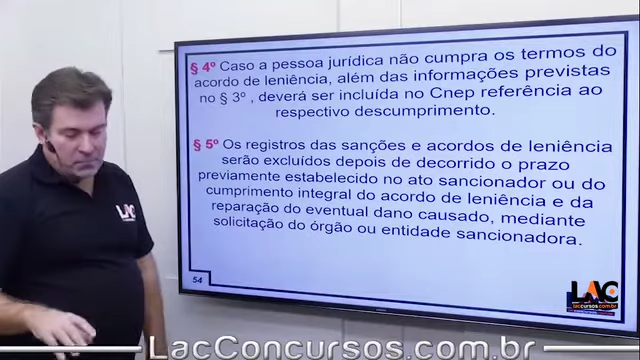 § 4º Caso a pessoa jurídica não cumpra os termos do
acordo de leniência, além das informações previstas
no § 3º , deverá ser incluída no Cnep referência ao
respectivo descumprimento.
§ 5º Os registros das sanções e acordos de leniência
serão excluídos depois de decorrido o prazo
previamente estabelecido no ato sancionador ou do
cumprimento integral do acordo de leniência e da
reparação do eventual dano causado, mediante
solicitação do órgão ou entidade sancionadora.
54
LAC
LAC
laccursos.com.br
LacConcursos.com.br